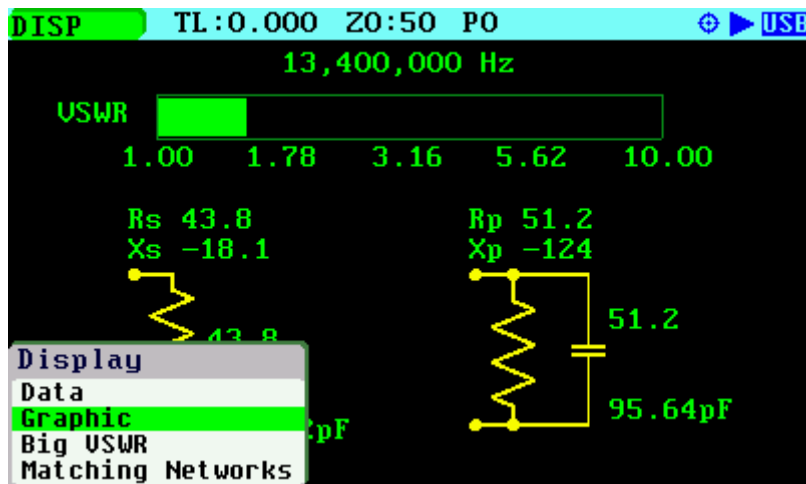 DISP TL:0.000 Z0:50 P0 USB
13,400,000 Hz
VSWR
1.00 1.78 3.16 5.62 10.00
Rs 43.8 Rp 51.2
Xs -18.1 Xp -124
43.8 51.2
Display
Data
Graphic
Big VSWR
Matching Networks
pF 95.64pF